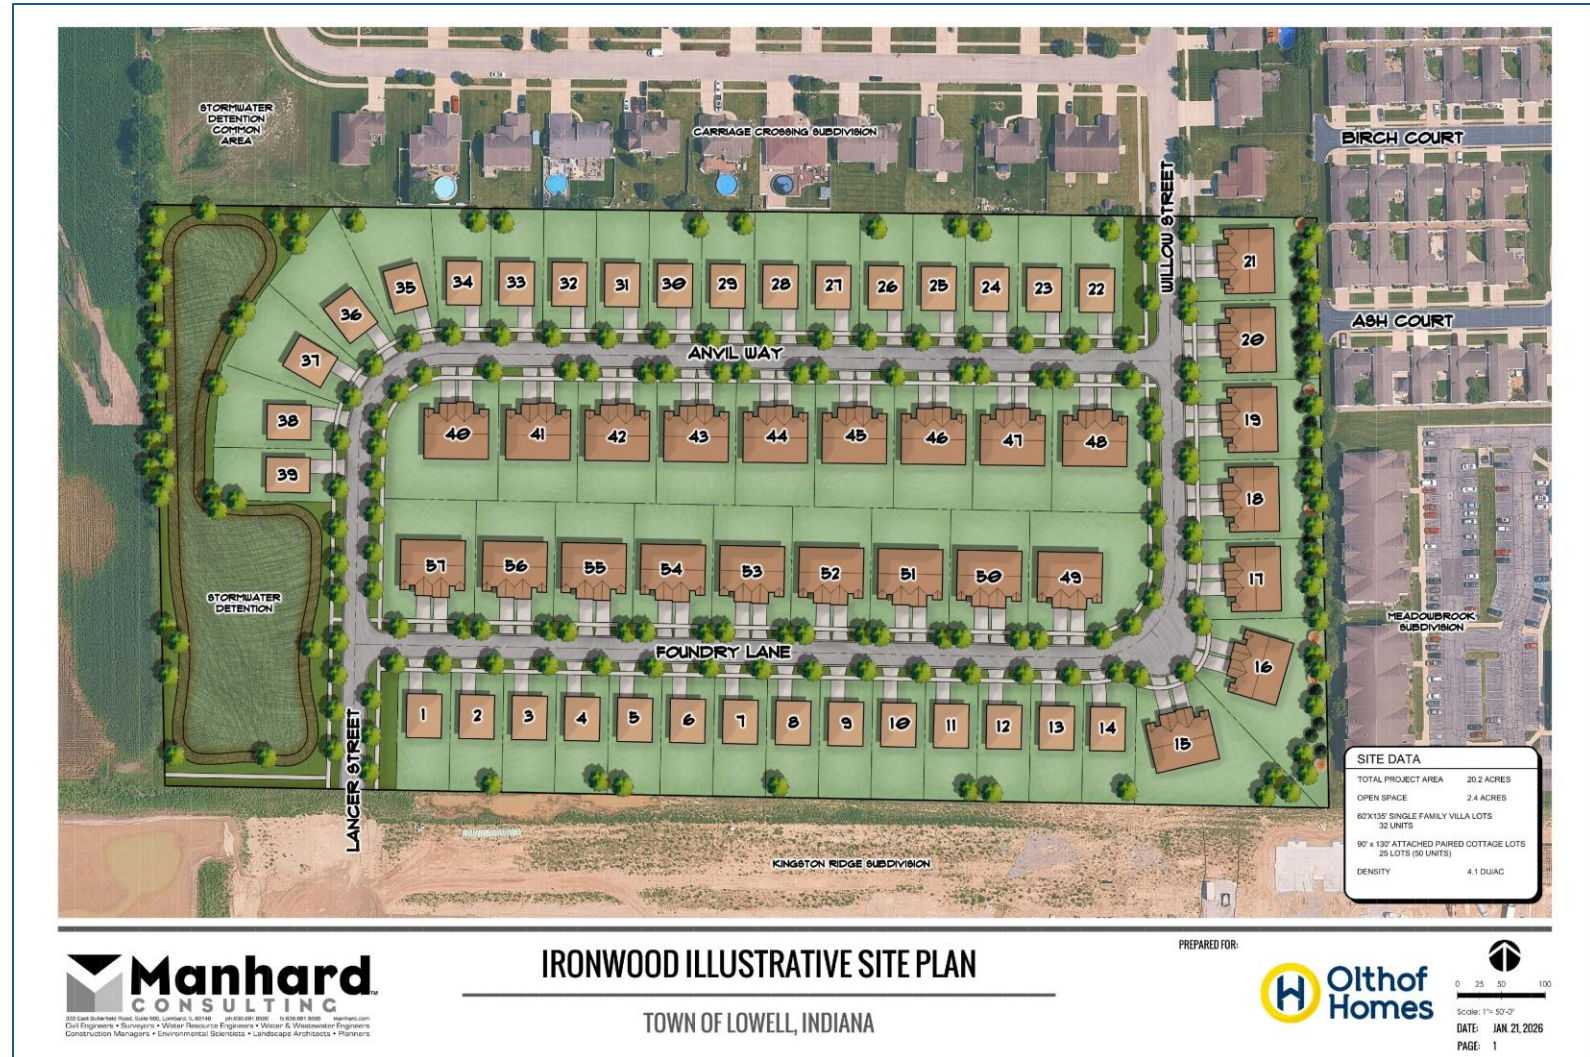 STORMWATER
DETENTION
COMMON
AREA
CARRIAGE CROSSING SUBDIVISION
BIRCH COURT
WILLOW STREET
ASH COURT
21
34
33
32
31
30
29
28
27
26
25
24
23
22
35
36
37
38
39
20
19
18
17
16
15
ANVIL WAY
40
41
42
43
44
45
46
47
48
57
56
55
54
53
52
51
50
49
STORMWATER
DETENTION
MEADOWBROOK
SUBDIVISION
FOUNDRY LANE
1
2
3
4
5
6
7
8
9
10
11
12
13
14
LANCER STREET
KINGSTON RIDGE SUBDIVISION
SITE DATA
TOTAL PROJECT AREA 20.2 ACRES
OPEN SPACE 2.4 ACRES
60'X135' SINGLE FAMILY VILLA LOTS
32 UNITS
90' x 130' ATTACHED PAIRED COTTAGE LOTS
25 LOTS (50 UNITS)
DENSITY 4.1 DU/AC
Manhard
CONSULTING
Civil Engineers • Surveyors • Water Resource Engineers • Water & Wastewater Engineers
Construction Managers • Environmental Scientists • Landscape Architects • Planners
IRONWOOD ILLUSTRATIVE SITE PLAN
TOWN OF LOWELL, INDIANA
PREPARED FOR:
Olthof
Homes
0 25 50 100
Scale: 1"= 50'-0"
DATE: JAN. 21, 2026
PAGE: 1